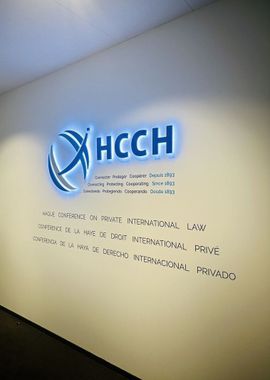 HCCH
Connecter Protéger Coopérer Depuis 1893
Connecting Protecting Cooperating Since 1893
Conectando Protegiendo Cooperando Desde 1893
HAGUE CONFERENCE ON PRIVATE INTERNATIONAL LAW
CONFÉRENCE DE LA HAYE DE DROIT INTERNATIONAL PRIVÉ
CONFERENCIA DE LA HAYA DE DERECHO INTERNACIONAL PRIVADO